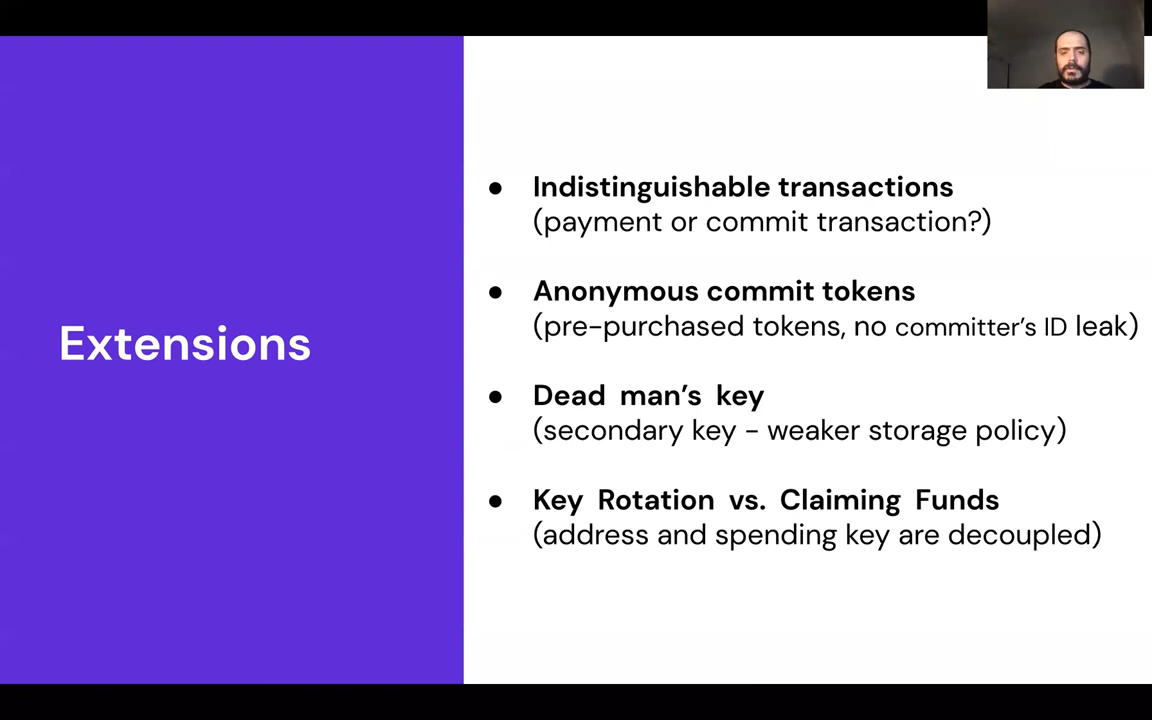 Extensions
● Indistinguishable transactions
(payment or commit transaction?)
● Anonymous commit tokens
(pre-purchased tokens, no committer’s ID leak)
● Dead man’s key
(secondary key - weaker storage policy)
● Key Rotation vs. Claiming Funds
(address and spending key are decoupled)